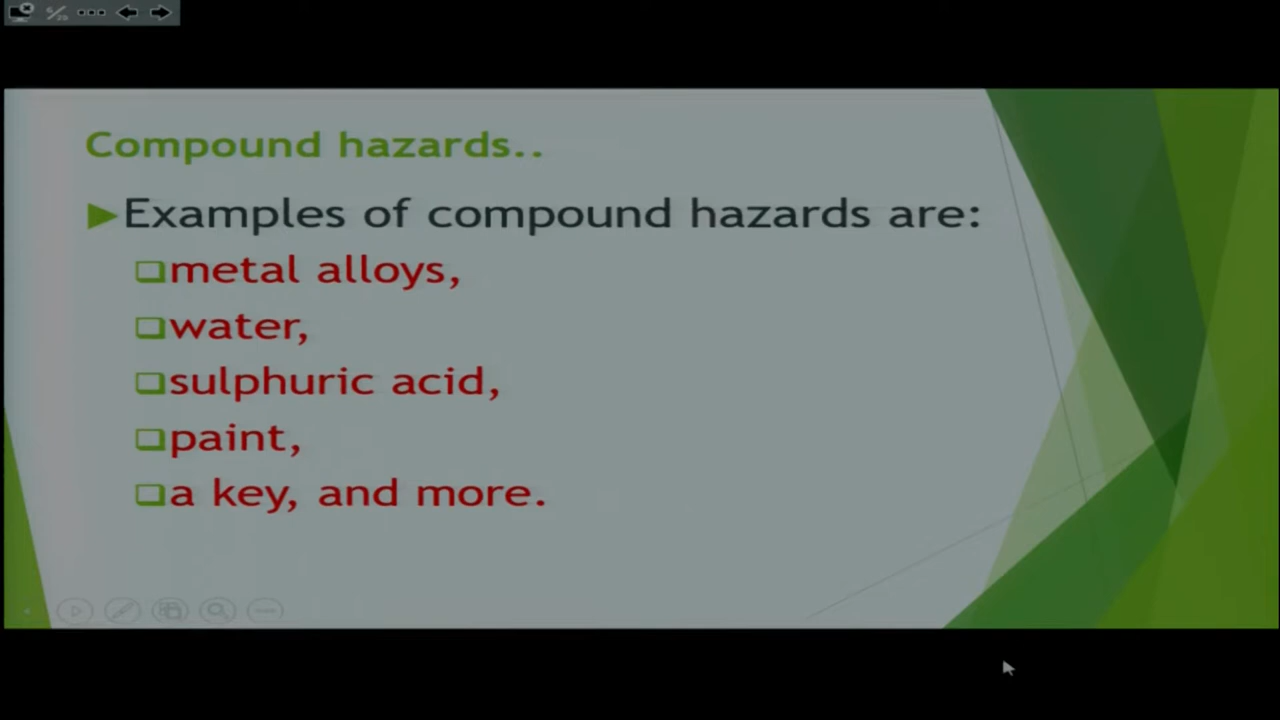 Compound hazards..
Examples of compound hazards are:
metal alloys,
water,
sulphuric acid,
paint,
a key, and more.